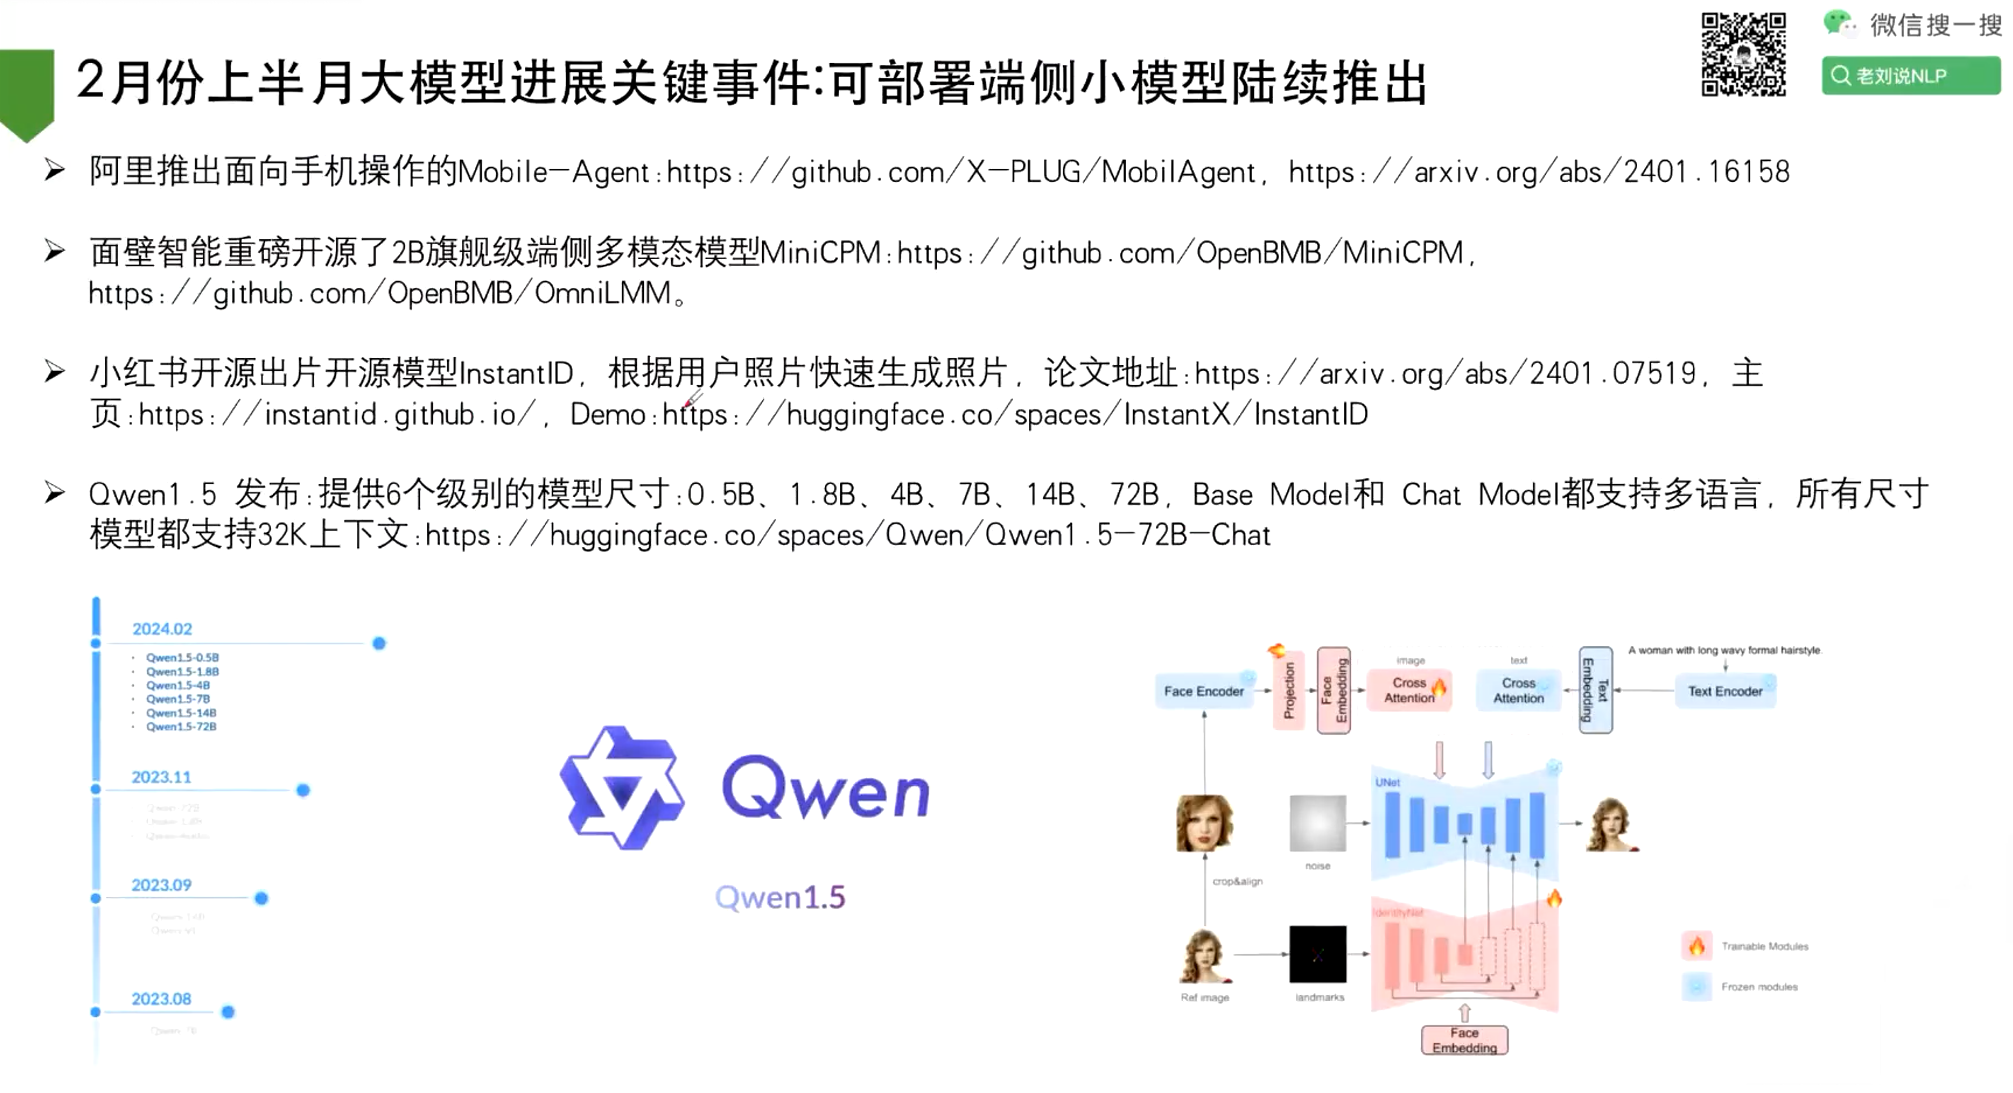 微信搜一搜
老刘说NLP
2月份上半月大模型进展关键事件:可部署端侧小模型陆续推出
阿里推出面向手机操作的Mobile-Agent:https://github.com/X-PLUG/MobilAgent, https://arxiv.org/abs/2401.16158
面壁智能重磅开源了2B旗舰级端侧多模态模型MiniCPM:https://github.com/OpenBMB/MiniCPM,
https://github.com/OpenBMB/OmniLMM。
小红书开源出片开源模型InstantID, 根据用户照片快速生成照片, 论文地址:https://arxiv.org/abs/2401.07519, 主
页:https://instantid.github.io/, Demo:https://huggingface.co/spaces/InstantX/InstantID
Qwen1.5 发布:提供6个级别的模型尺寸:0.5B、1.8B、4B、7B、14B、72B, Base Model和 Chat Model都支持多语言, 所有尺寸
模型都支持32K上下文:https://huggingface.co/spaces/Qwen/Qwen1.5-72B-Chat
2024.02
Qwen1.5-0.5B
Qwen1.5-1.8B
Qwen1.5-4B
Qwen1.5-7B
Qwen1.5-14B
Qwen1.5-72B
2023.11
2023.09
2023.08
Qwen
Qwen1.5
A woman with long wavy formal hairstyle.
image
text
Face Encoder
Projection
Face
Embedding
Cross
Attention
Cross
Attention
Text
Embedding
Text Encoder
UNet
noise
crop&align
IdentityNet
Ref image
landmarks
Face
Embedding
Trainable Modules
Frozen modules